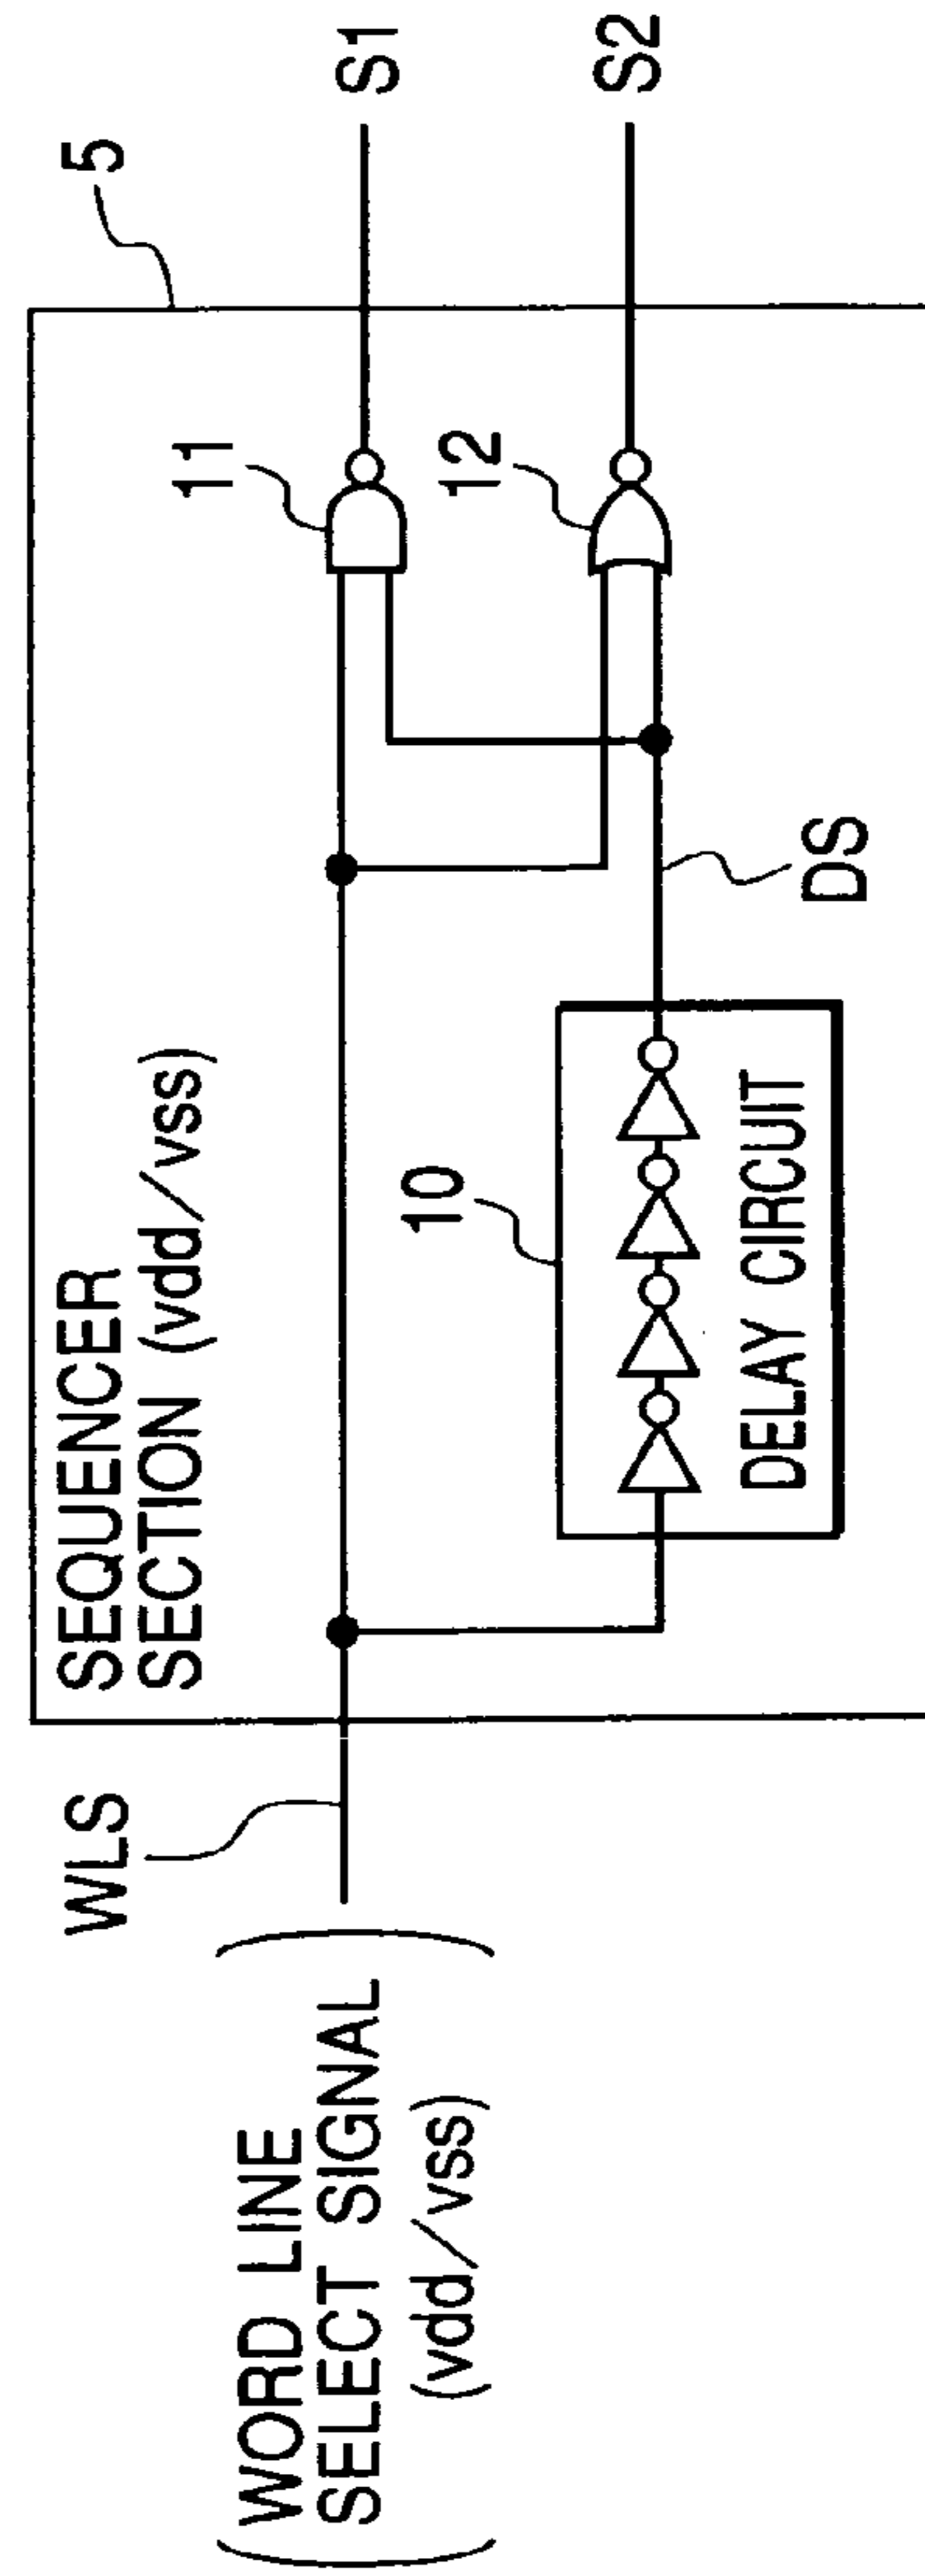 WORD LINE
SELECT SIGNAL
(vdd/vss)
WLS
SEQUENCER
SECTION (vdd/vss)
5
10
DELAY CIRCUIT
DS
11
12
S1
S2